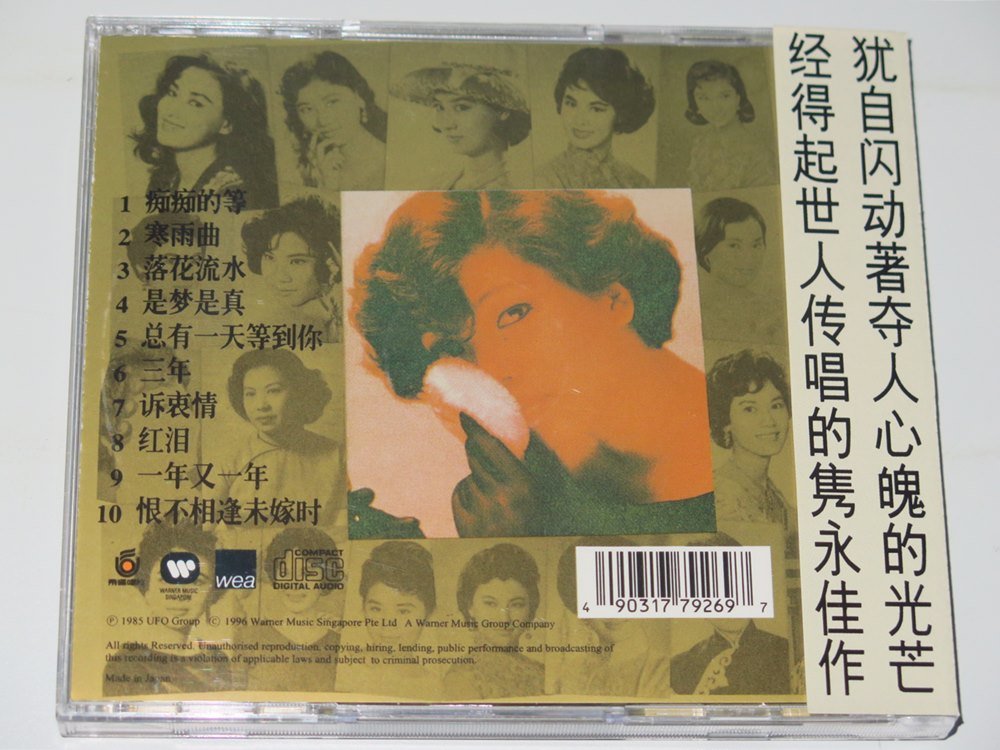 1 痴痴的等
2 寒雨曲
3 落花流水
4 是梦是真
5 总有一天等到你
6 三年
7 诉衷情
8 红泪
9 一年又一年
10 恨不相逢未嫁时
飛碟唱片
WARNER MUSIC
SINGAPORE
wea
COMPACT
disc
DIGITAL AUDIO
4 90317 79269 7
℗ 1985 UFO Group © 1996 Warner Music Singapore Pte Ltd A Warner Music Group Company
All rights Reserved. Unauthorised reproduction, copying, hiring, lending, public performance and broadcasting of
this recording is a violation of applicable laws and subject to criminal prosecution.
Made in Japan
犹自闪动著夺人心魄的光芒
经得起世人传唱的隽永佳作